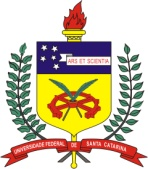 ARS ET SCIENTIA
UNIVERSIDADE FEDERAL DE SANTA CATARINA